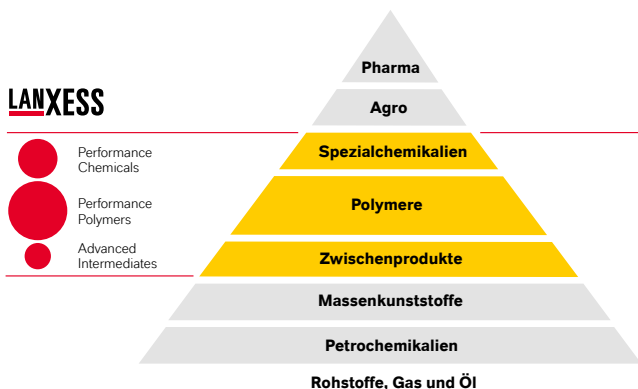 Pharma
LANXESS
Agro
Performance
Chemicals
Spezialchemikalien
Performance
Polymers
Polymere
Advanced
Intermediates
Zwischenprodukte
Massenkunststoffe
Petrochemikalien
Rohstoffe, Gas und Öl